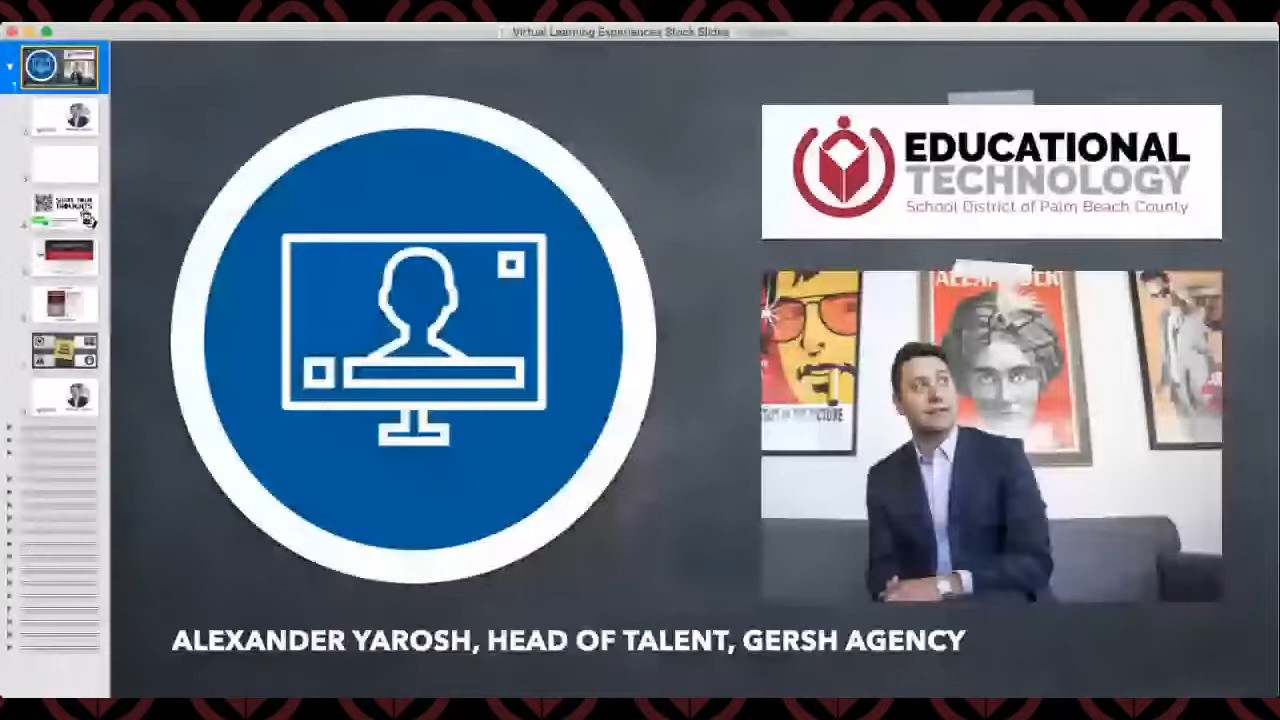 Virtual Learning Experiences Stock Slides
EDUCATIONAL
TECHNOLOGY
School District of Palm Beach County
ALEXANDER
ALEXANDER YAROSH, HEAD OF TALENT, GERSH AGENCY